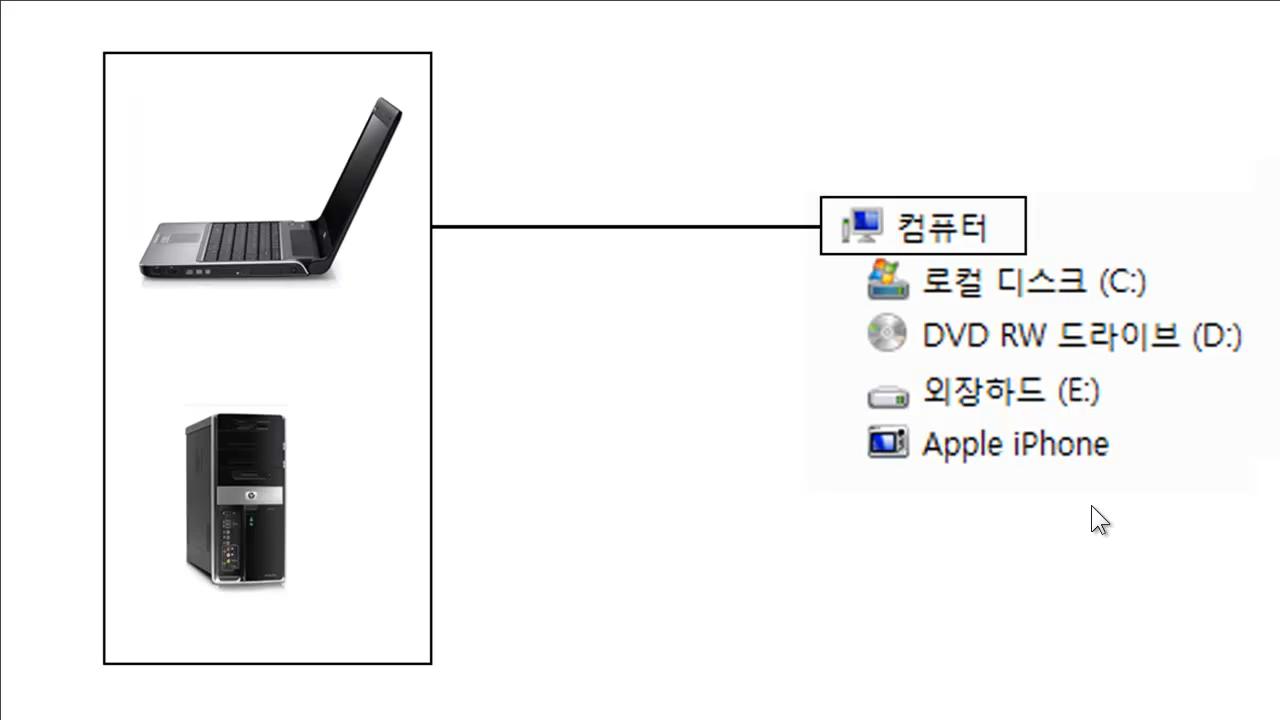 컴퓨터
로컬 디스크 (C:)
DVD RW 드라이브 (D:)
외장하드 (E:)
Apple iPhone